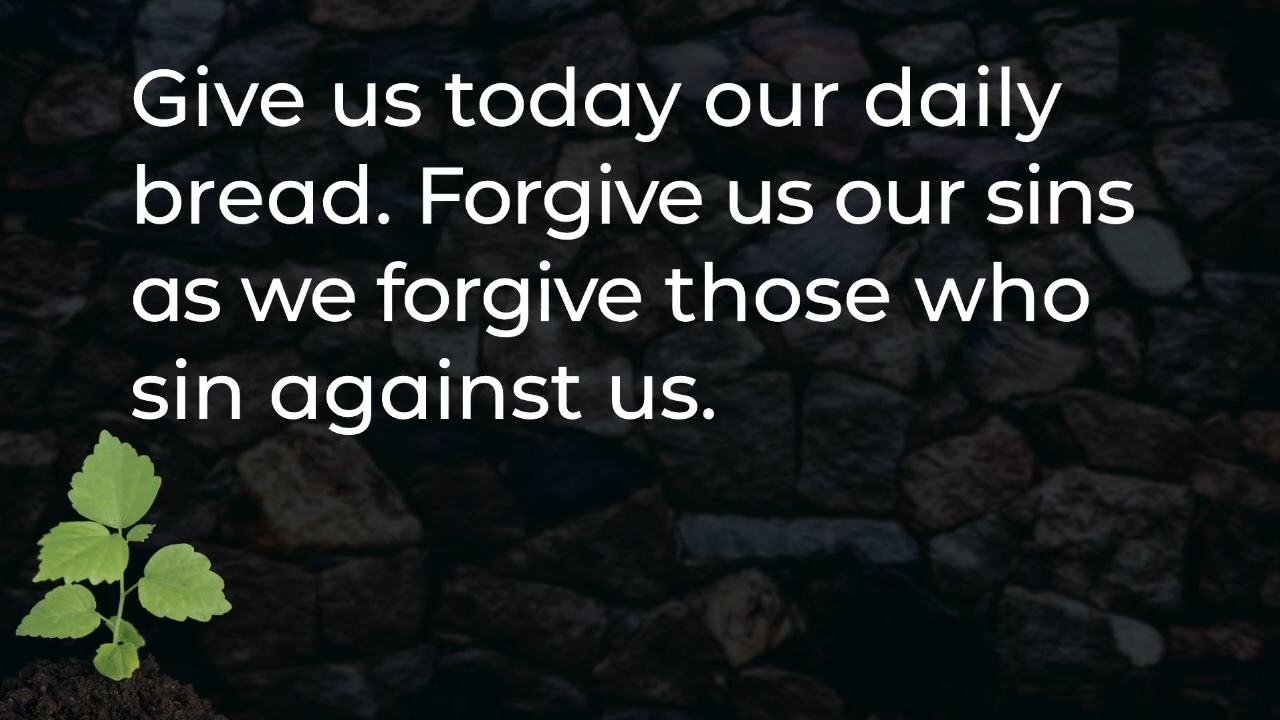 Give us today our daily
bread. Forgive us our sins
as we forgive those who
sin against us.